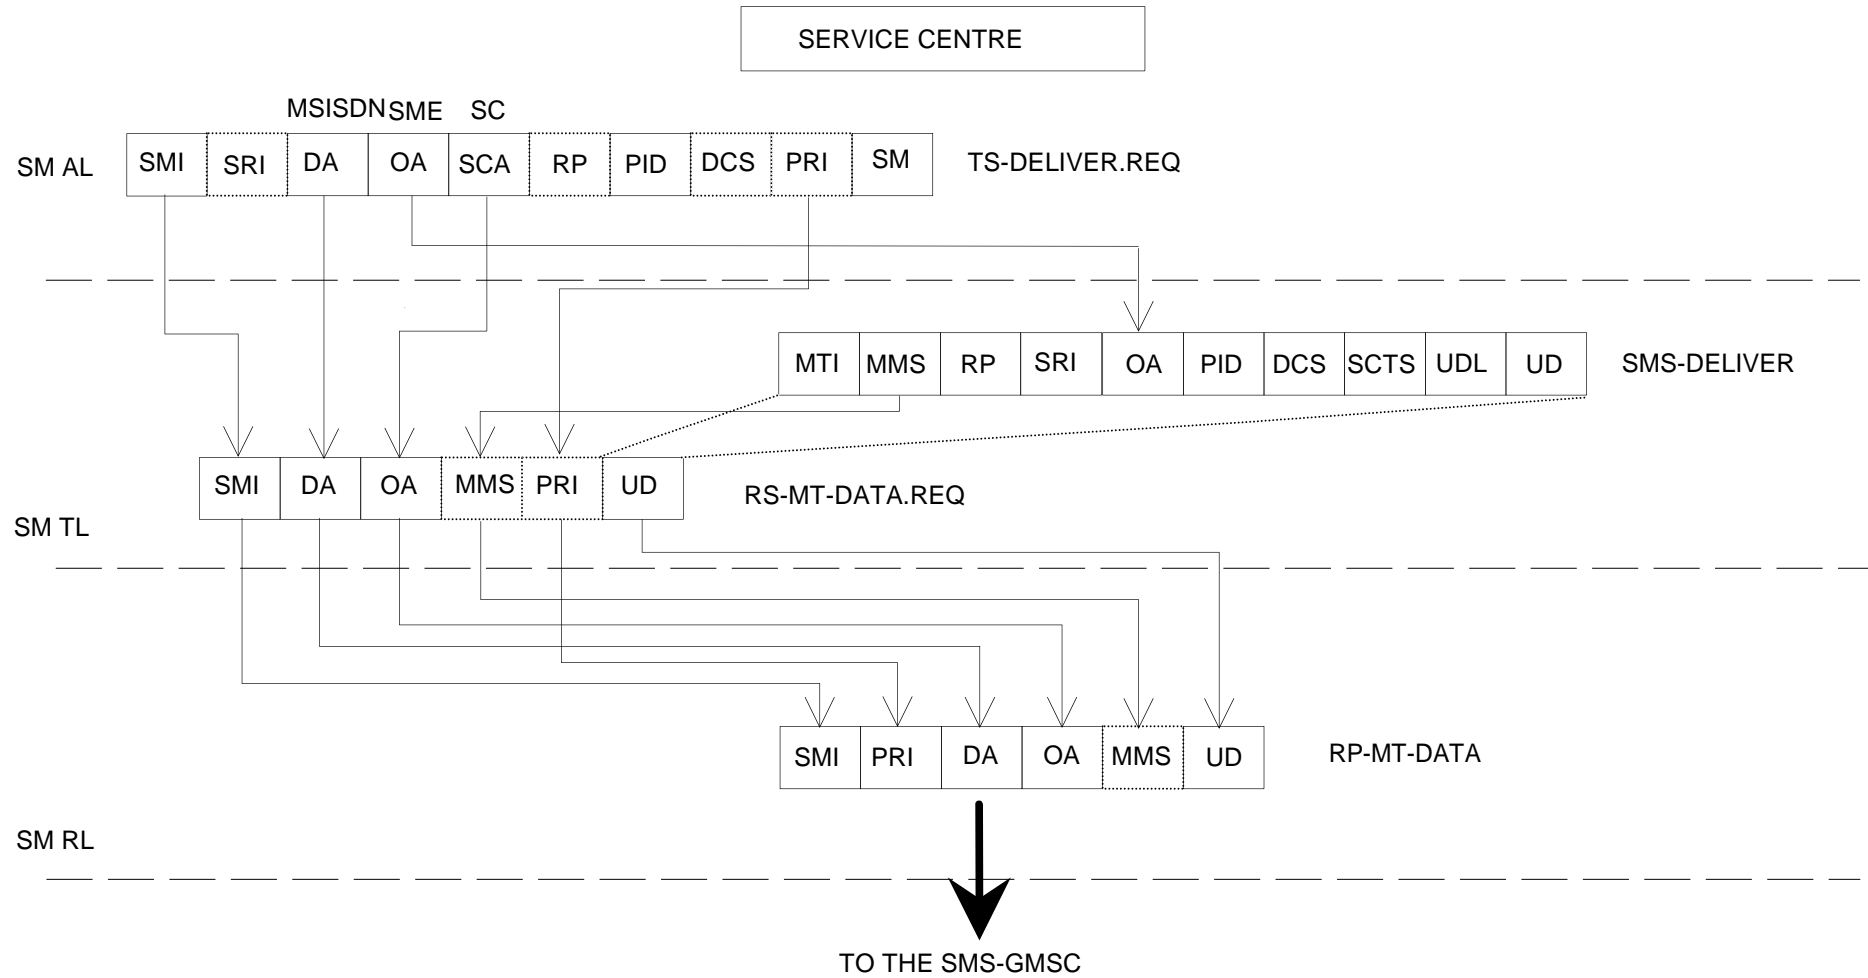 SERVICE CENTRE
MSISDN SME SC
SM AL SMI SRI DA OA SCA RP PID DCS PRI SM TS-DELIVER.REQ
MTI MMS RP SRI OA PID DCS SCTS UDL UD SMS-DELIVER
SMI DA OA MMS PRI UD RS-MT-DATA.REQ
SM TL
SMI PRI DA OA MMS UD RP-MT-DATA
SM RL
TO THE SMS-GMSC